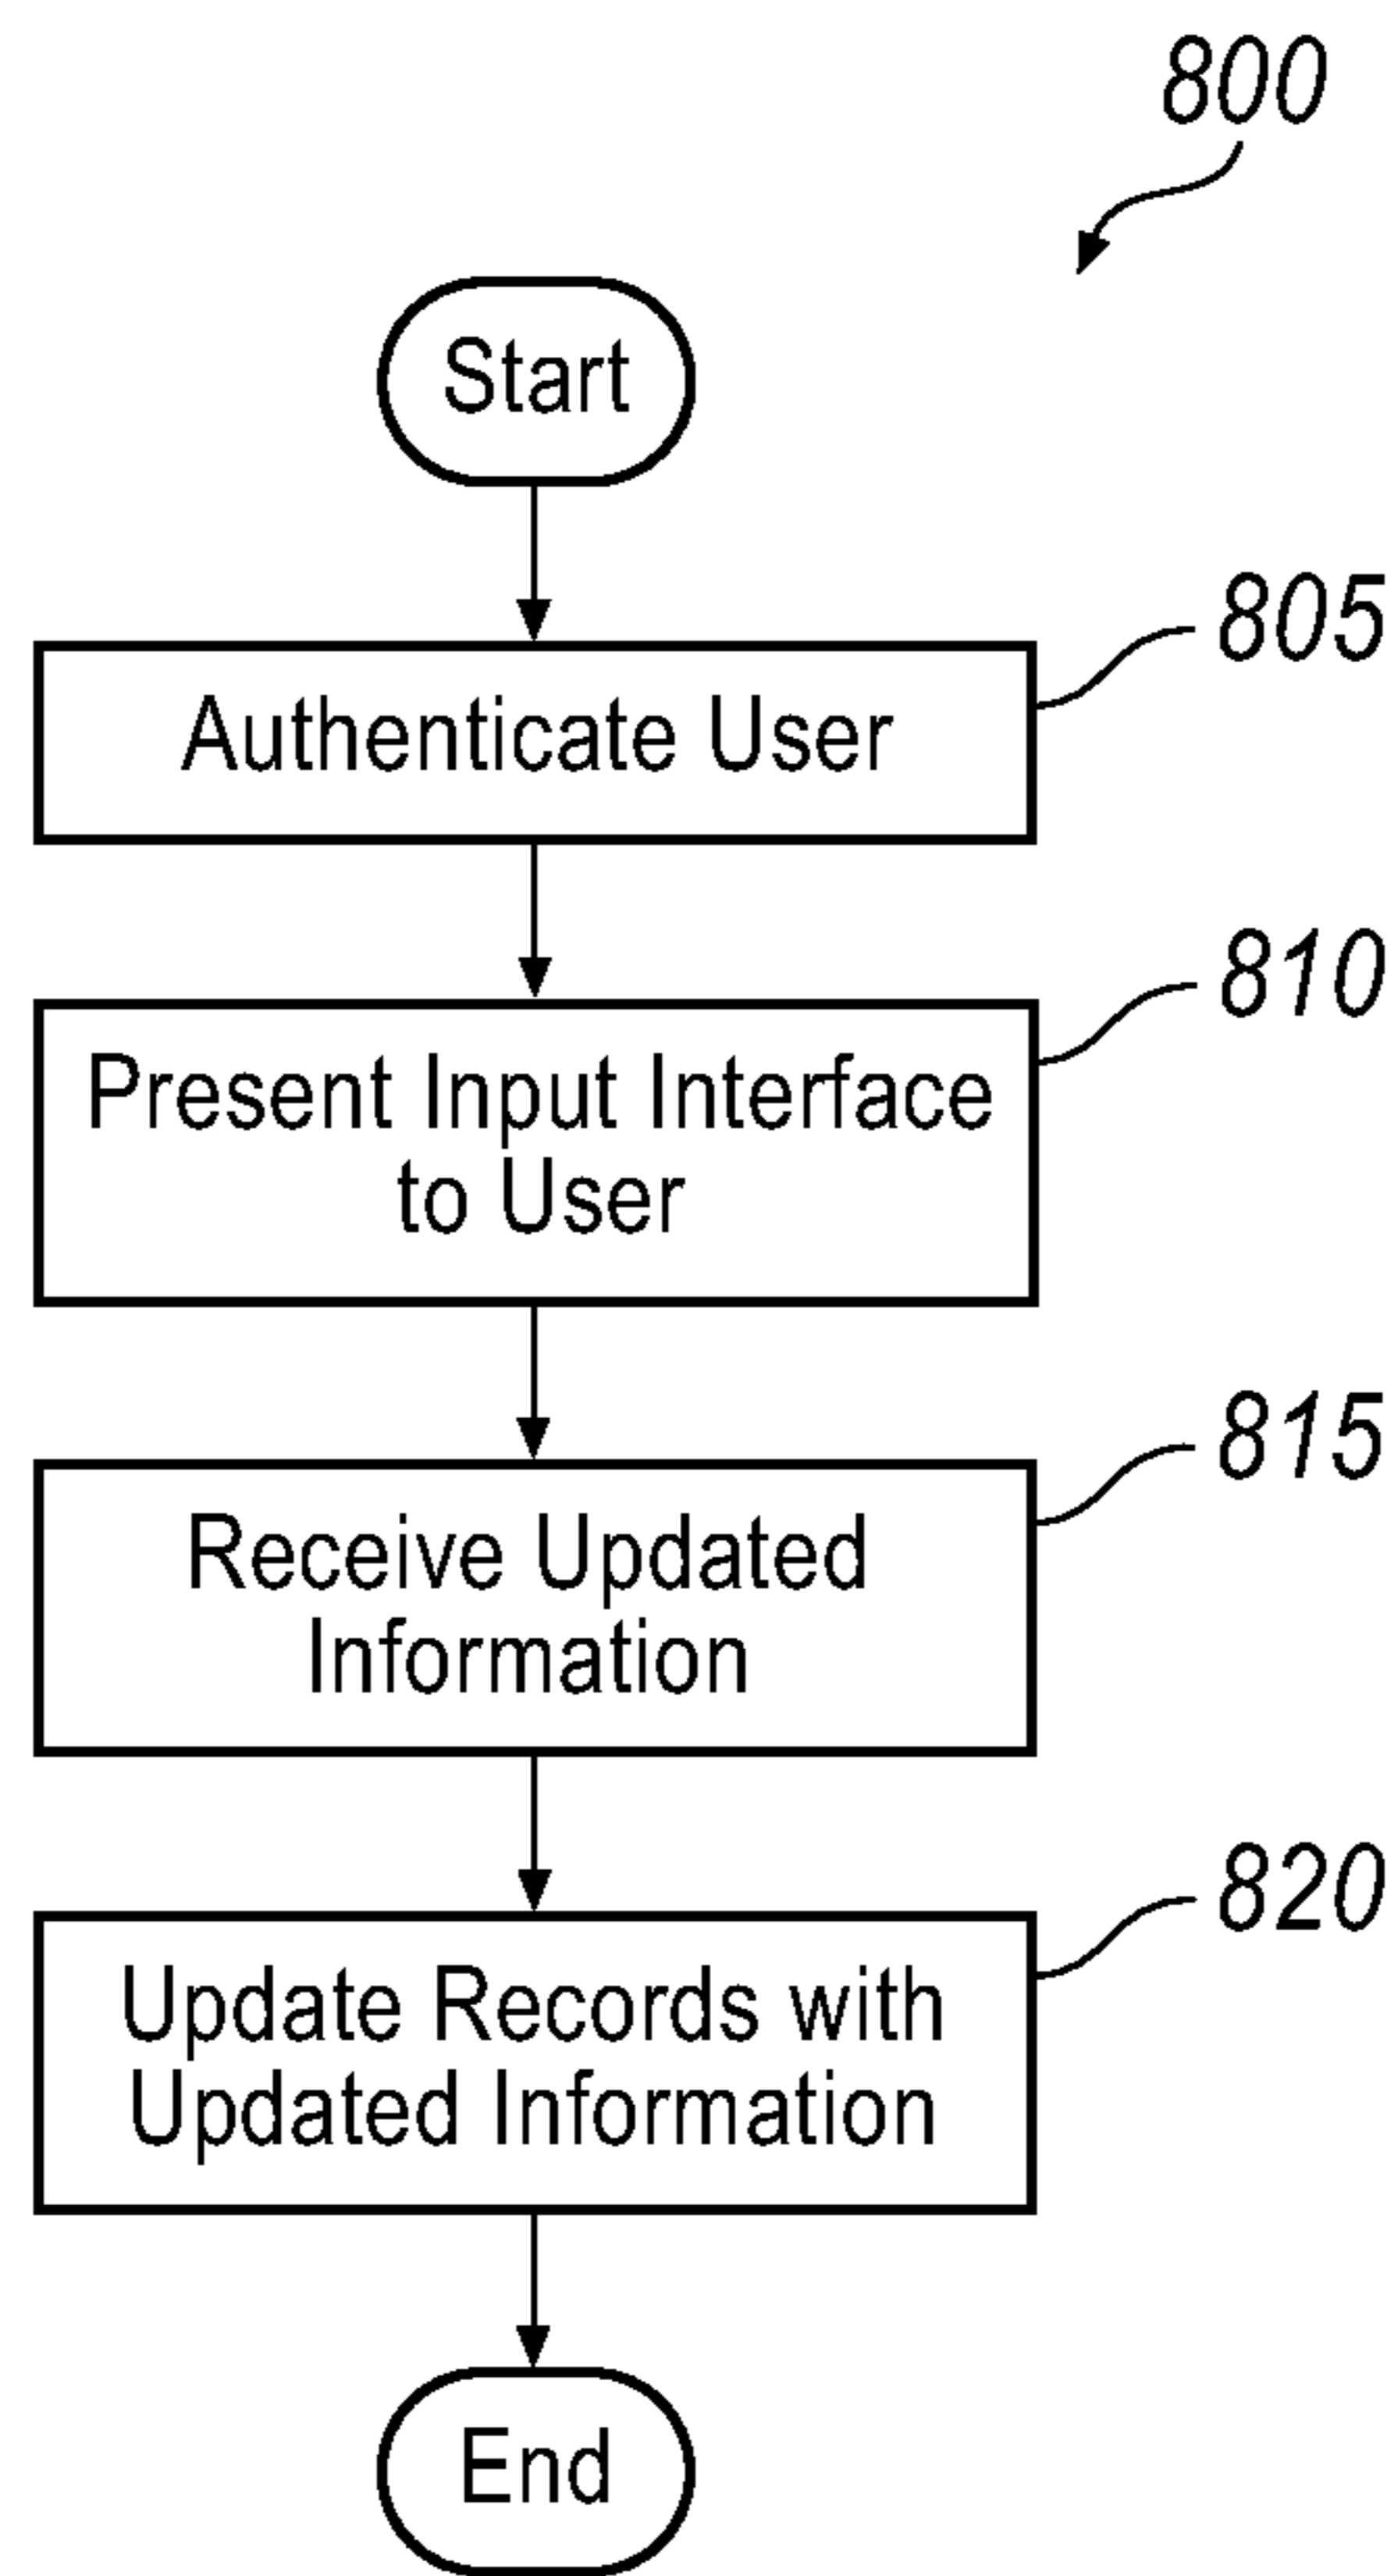 800
Start
805
Authenticate User
810
Present Input Interface
to User
815
Receive Updated
Information
820
Update Records with
Updated Information
End